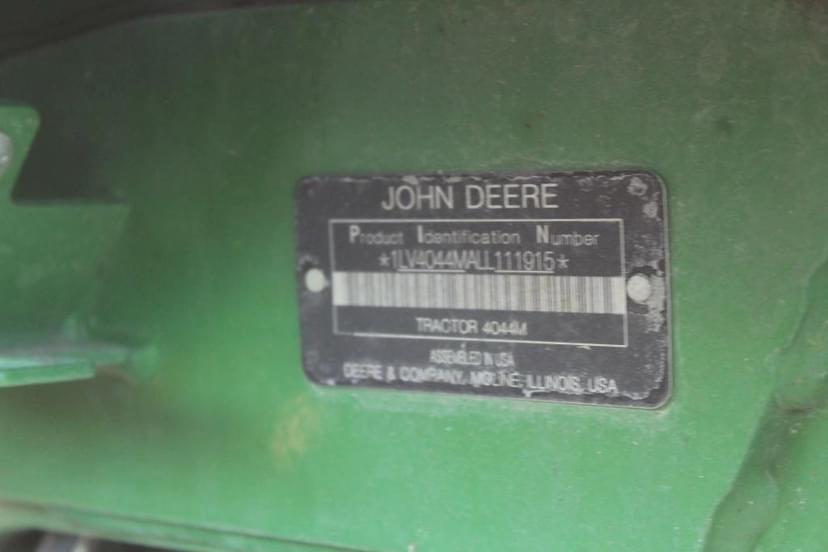 JOHN DEERE
Product Identification Number
*1LV4044MALL111915*
TRACTOR 4044M
ASSEMBLED IN USA
DEERE & COMPANY, MOLINE, ILLINOIS, USA